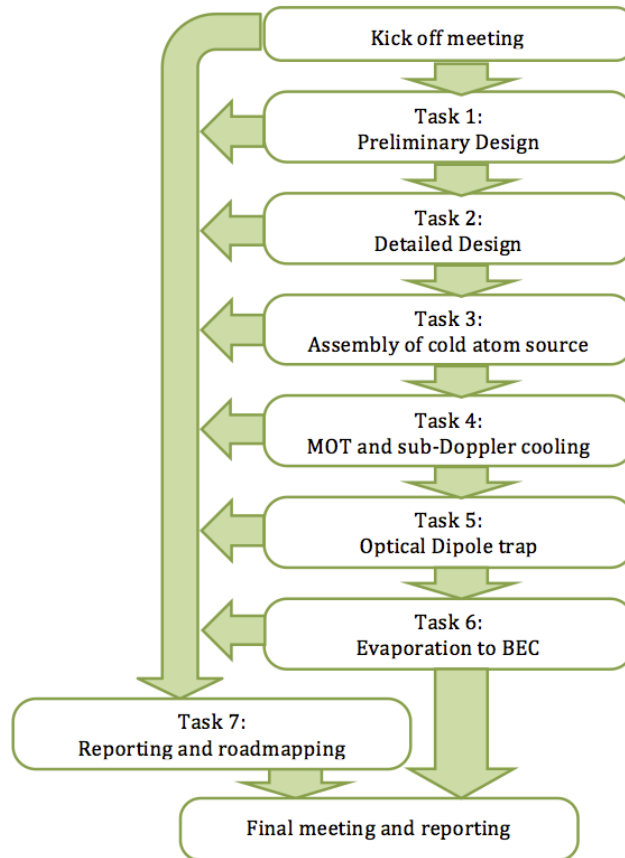 Kick off meeting
Task 1:
Preliminary Design
Task 2:
Detailed Design
Task 3:
Assembly of cold atom source
Task 4:
MOT and sub-Doppler cooling
Task 5:
Optical Dipole trap
Task 6:
Evaporation to BEC
Task 7:
Reporting and roadmapping
Final meeting and reporting